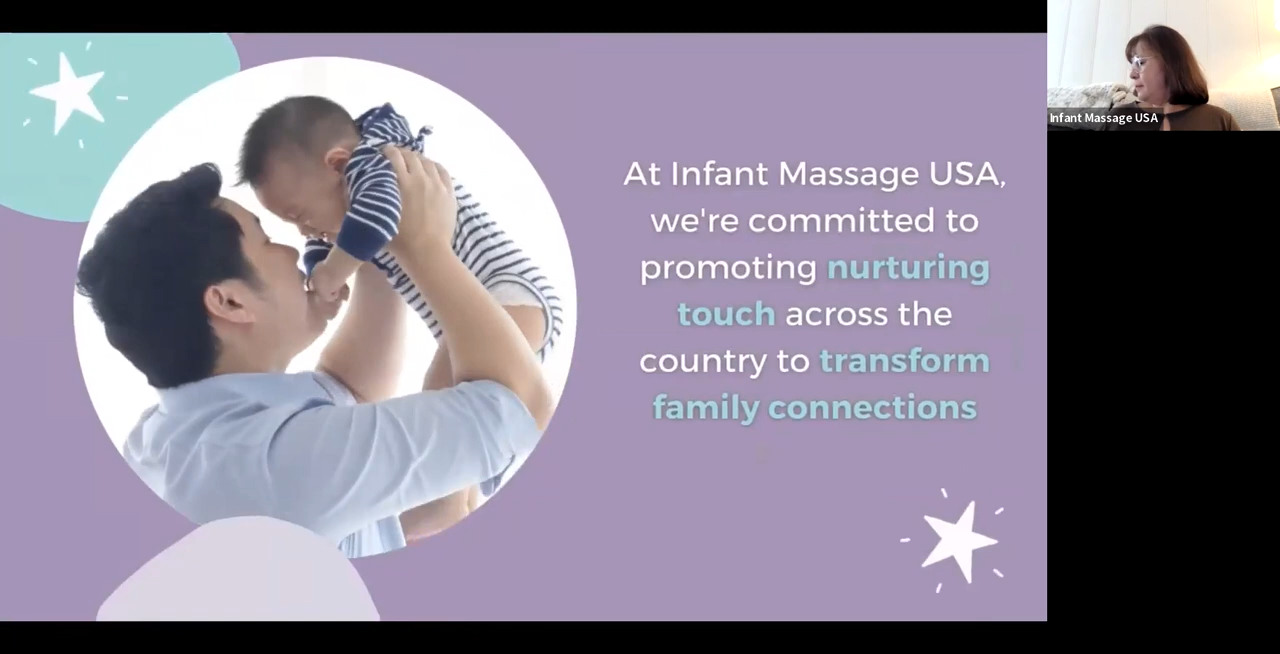 At Infant Massage USA,
we're committed to
promoting nurturing
touch across the
country to transform
family connections
Infant Massage USA